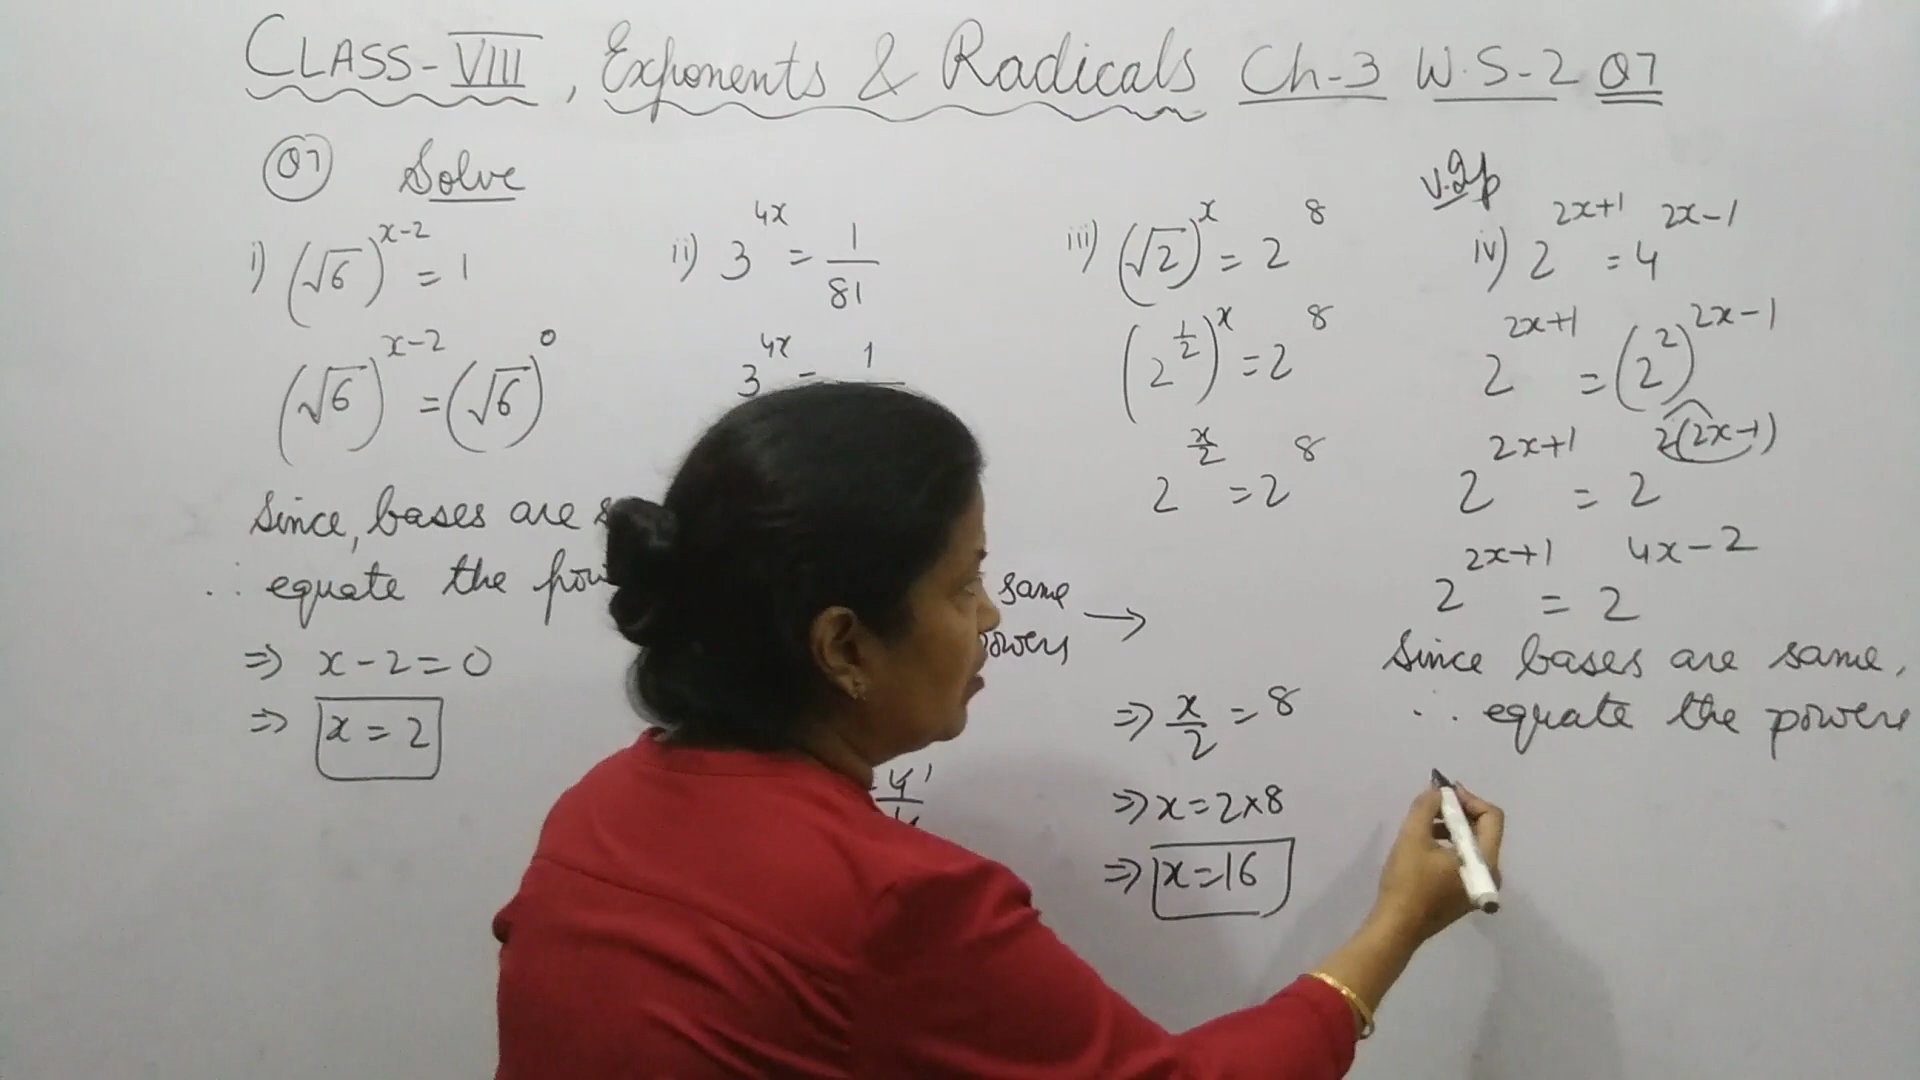 CLASS-VIII, Exponents & Radicals Ch-3 W.S-2 Q7
Q7 Solve
i) (√6)^(x-2) = 1
(√6)^(x-2) = (√6)^0
Since, bases are
∴ equate the
⇒ x-2=0
⇒ x=2
ii) 3^(4x) = 1/81
3^(4x) = 1
same →
powers
iii) (√2)^x = 2^8
(2^(1/2))^x = 2^8
2^(x/2) = 2^8
⇒ x/2 = 8
⇒ x=2×8
⇒ x=16
V.Ip
iv) 2^(2x+1) = 4^(2x-1)
2^(2x+1) = (2^2)^(2x-1)
2^(2x+1) = 2^(2(2x-1))
2^(2x+1) = 2^(4x-2)
Since bases are same,
∴ equate the powers